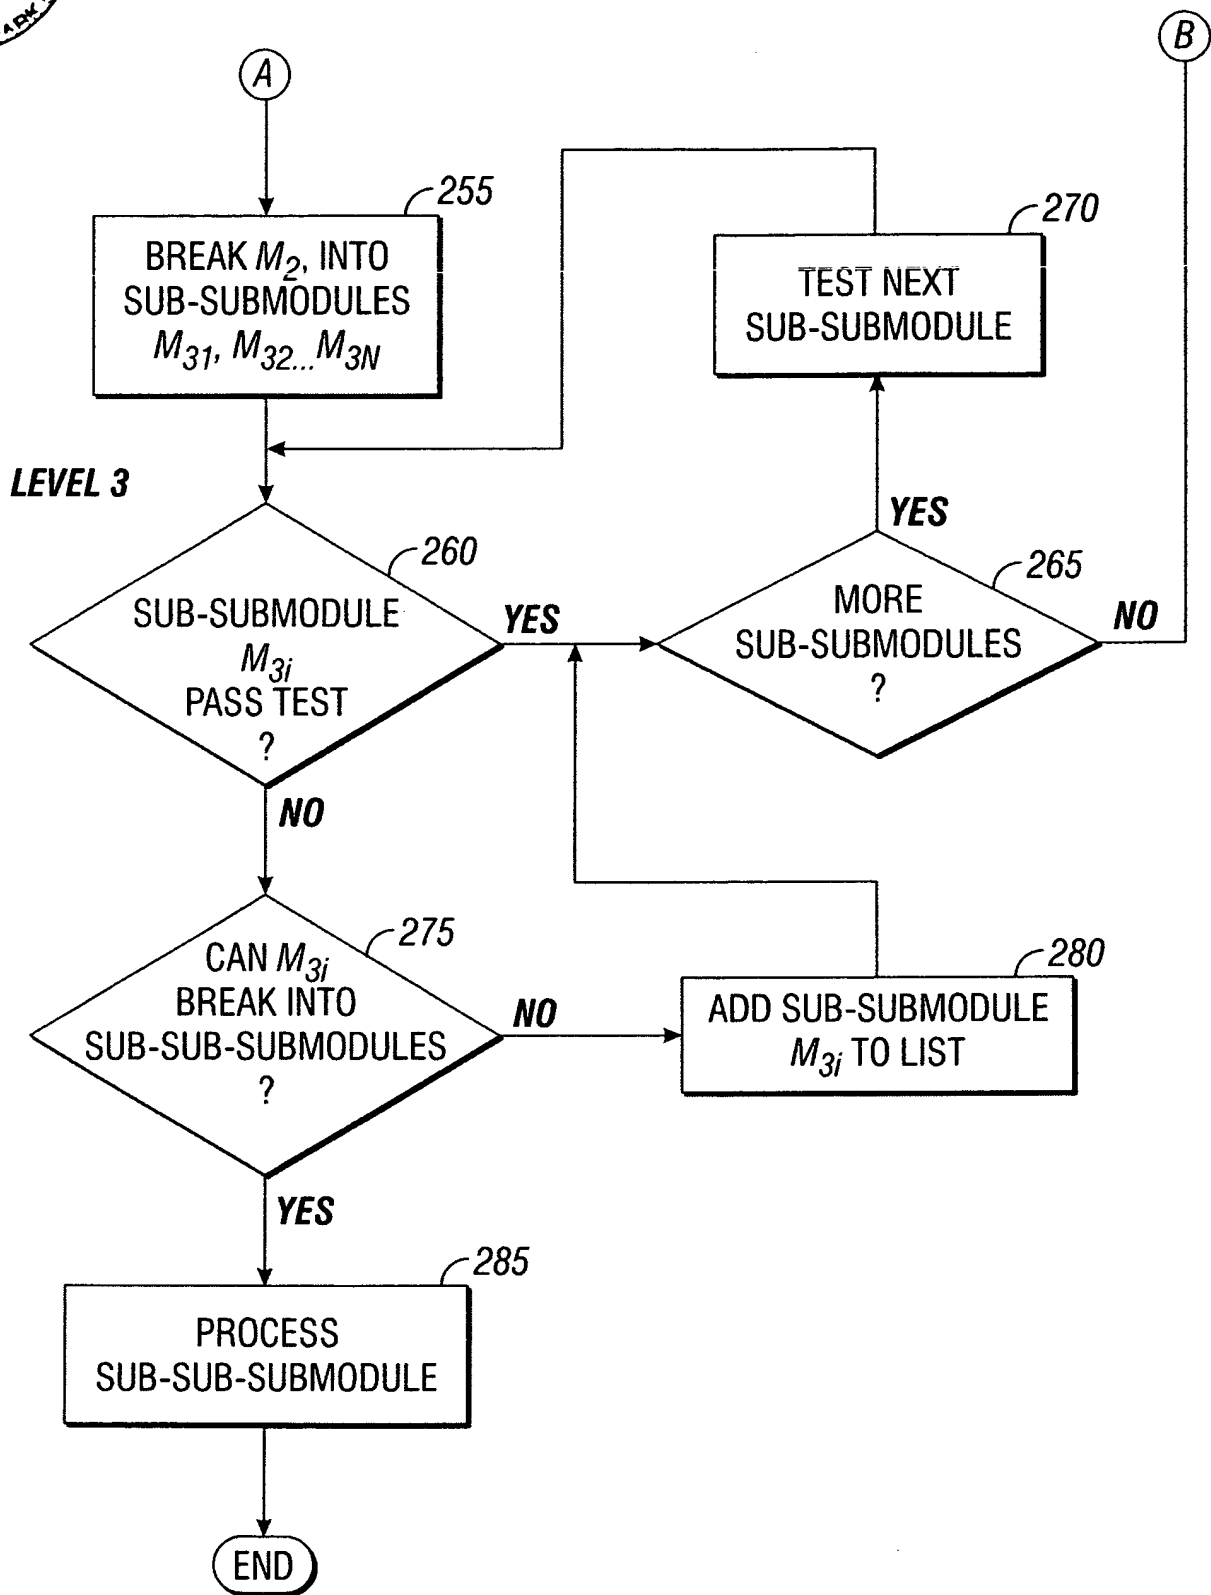 A
B
255
BREAK M2, INTO
SUB-SUBMODULES
M31, M32... M3N
270
TEST NEXT
SUB-SUBMODULE
LEVEL 3
260
SUB-SUBMODULE
M3i
PASS TEST
?
YES
YES
265
MORE
SUB-SUBMODULES
?
NO
NO
275
CAN M3i
BREAK INTO
SUB-SUB-SUBMODULES
?
NO
280
ADD SUB-SUBMODULE
M3i TO LIST
YES
285
PROCESS
SUB-SUB-SUBMODULE
END